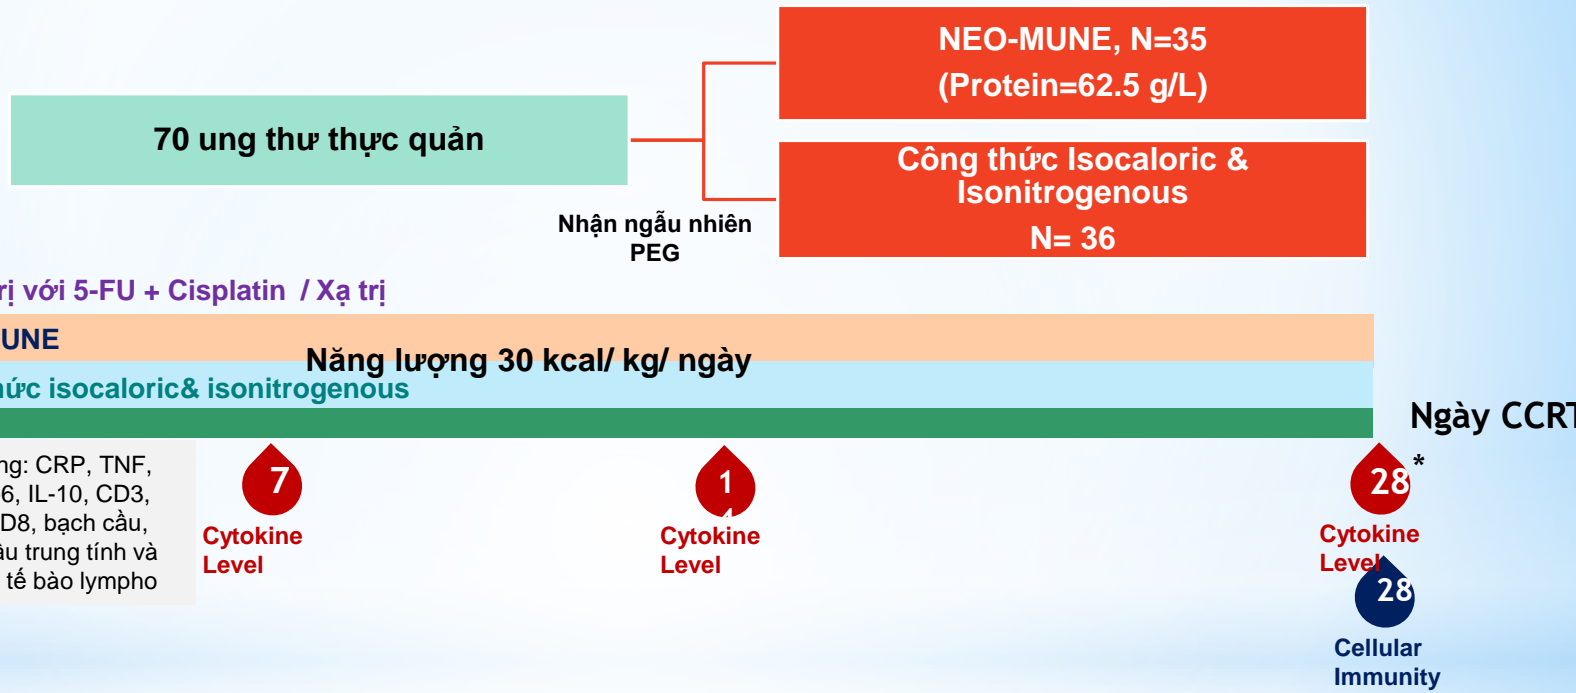 NEO-MUNE, N=35
(Protein=62.5 g/L)
70 ung thư thực quản
Công thức Isocaloric &
Isonitrogenous
N= 36
Nhận ngẫu nhiên
PEG
rị với 5-FU + Cisplatin / Xạ trị
UNE
Năng lượng 30 kcal/ kg/ ngày
hức isocaloric& isonitrogenous
Ngày CCRT
ng: CRP, TNF,
6, IL-10, CD3,
D8, bạch cầu,
ầu trung tính và
tế bào lympho
7
Cytokine
Level
1
4
Cytokine
Level
28*
Cytokine
Level
28
Cellular
Immunity